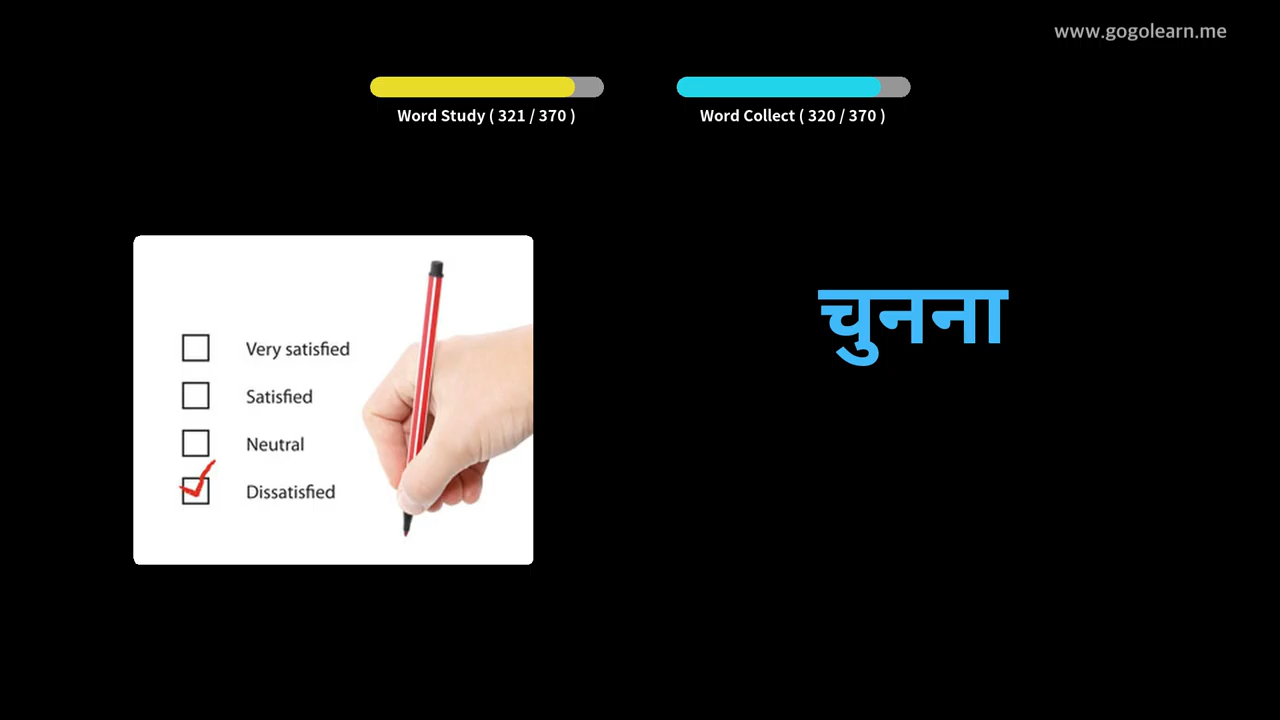 www.gogolearn.me
Word Study ( 321 / 370 )
Word Collect ( 320 / 370 )
Very satisfied
Satisfied
Neutral
Dissatisfied
चुनना